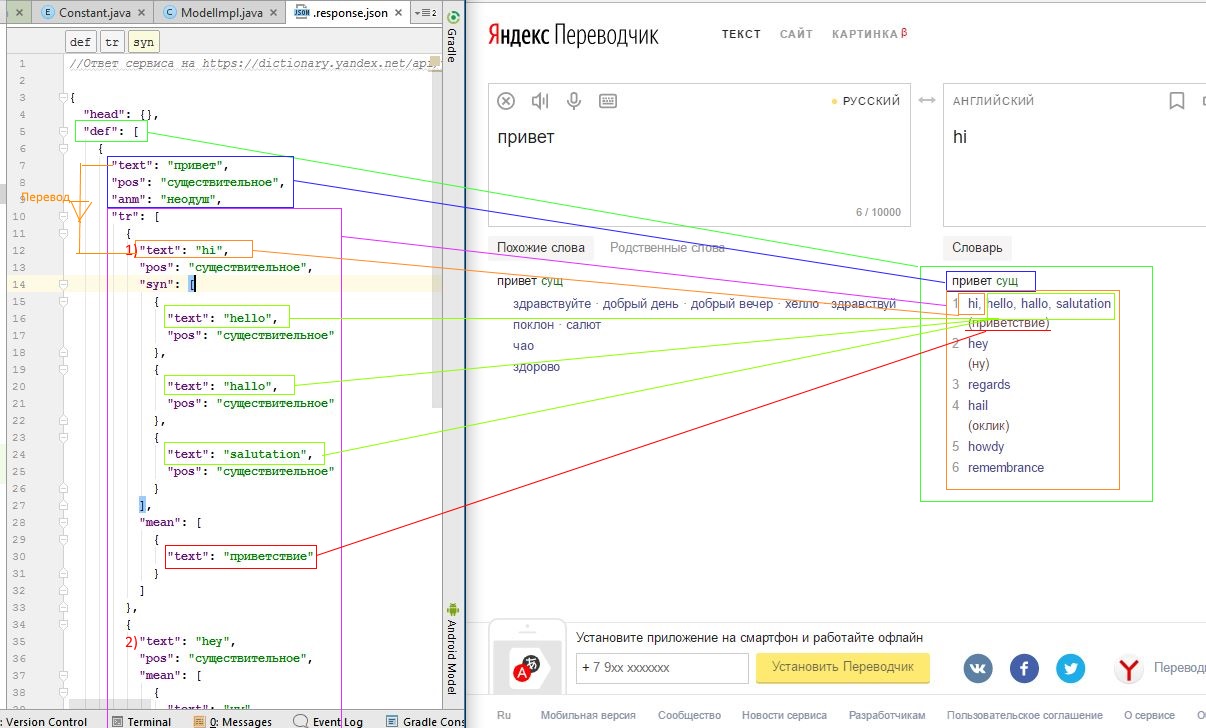 Constant.java
ModelImpl.java
.response.json
2
def tr syn
Gradle
1 //Ответ сервиса на https://dictionary.yandex.net/api/
2
3 {
4 "head": {},
5 "def": [
6 {
7 "text": "привет",
8 "pos": "существительное",
9 "anm": "неодуш",
Перевод
10 "tr": [
11 {
12 1) "text": "hi",
13 "pos": "существительное",
14 "syn": [
15 {
16 "text": "hello",
17 "pos": "существительное"
18 },
19 {
20 "text": "hallo",
21 "pos": "существительное"
22 },
23 {
24 "text": "salutation",
25 "pos": "существительное"
26 }
27 ],
28 "mean": [
29 {
30 "text": "приветствие"
31 }
32 ]
33 },
34 {
35 2) "text": "hey",
36 "pos": "существительное",
37 "mean": [
38 {
"text": "ну"
Android Model
: Version Control
Terminal
0: Messages
Event Log
Gradle Cons
Яндекс Переводчик
ТЕКСТ
САЙТ
КАРТИНКА β
РУССКИЙ
АНГЛИЙСКИЙ
привет
hi
6 / 10000
Похожие слова
Родственные слова
Словарь
привет сущ
здравствуйте · добрый день · добрый вечер · хелло · здравствуй
поклон · салют
чао
здорово
привет сущ
1 hi, hello, hallo, salutation
(приветствие)
2 hey
(ну)
3 regards
4 hail
(оклик)
5 howdy
6 remembrance
Установите приложение на смартфон и работайте офлайн
+ 7 9xx xxxxxxx
Установить Переводчик
Переводч
Ru
Мобильная версия
Сообщество
Новости сервиса
Разработчикам
Пользовательское соглашение
О сервисе